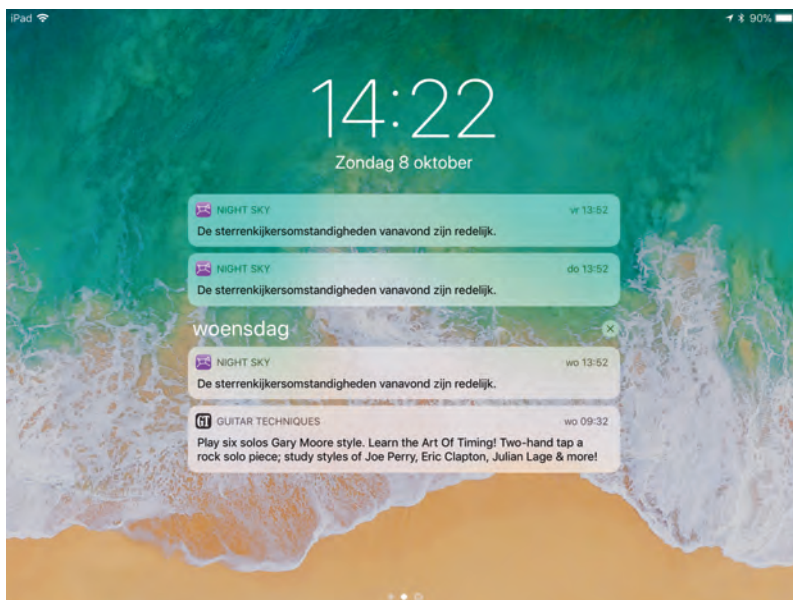 iPad 90%
14:22
Zondag 8 oktober
NIGHT SKY vr 13:52
De sterrenkijkersomstandigheden vanavond zijn redelijk.
NIGHT SKY do 13:52
De sterrenkijkersomstandigheden vanavond zijn redelijk.
woensdag
NIGHT SKY wo 13:52
De sterrenkijkersomstandigheden vanavond zijn redelijk.
GT GUITAR TECHNIQUES wo 09:32
Play six solos Gary Moore style. Learn the Art Of Timing! Two-hand tap a
rock solo piece; study styles of Joe Perry, Eric Clapton, Julian Lage & more!